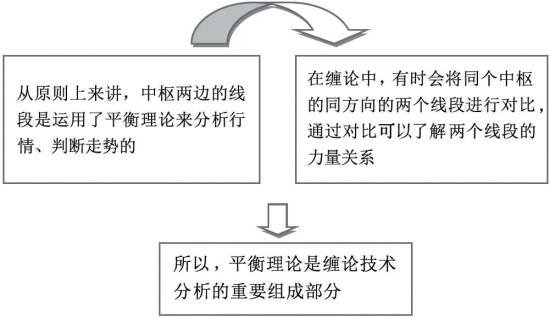 从原则上来讲，中枢两边的线
段是运用了平衡理论来分析行
情、判断走势的
在缠论中，有时会将同个中枢
的同方向的两个线段进行对比，
通过对比可以了解两个线段的
力量关系
所以，平衡理论是缠论技术
分析的重要组成部分